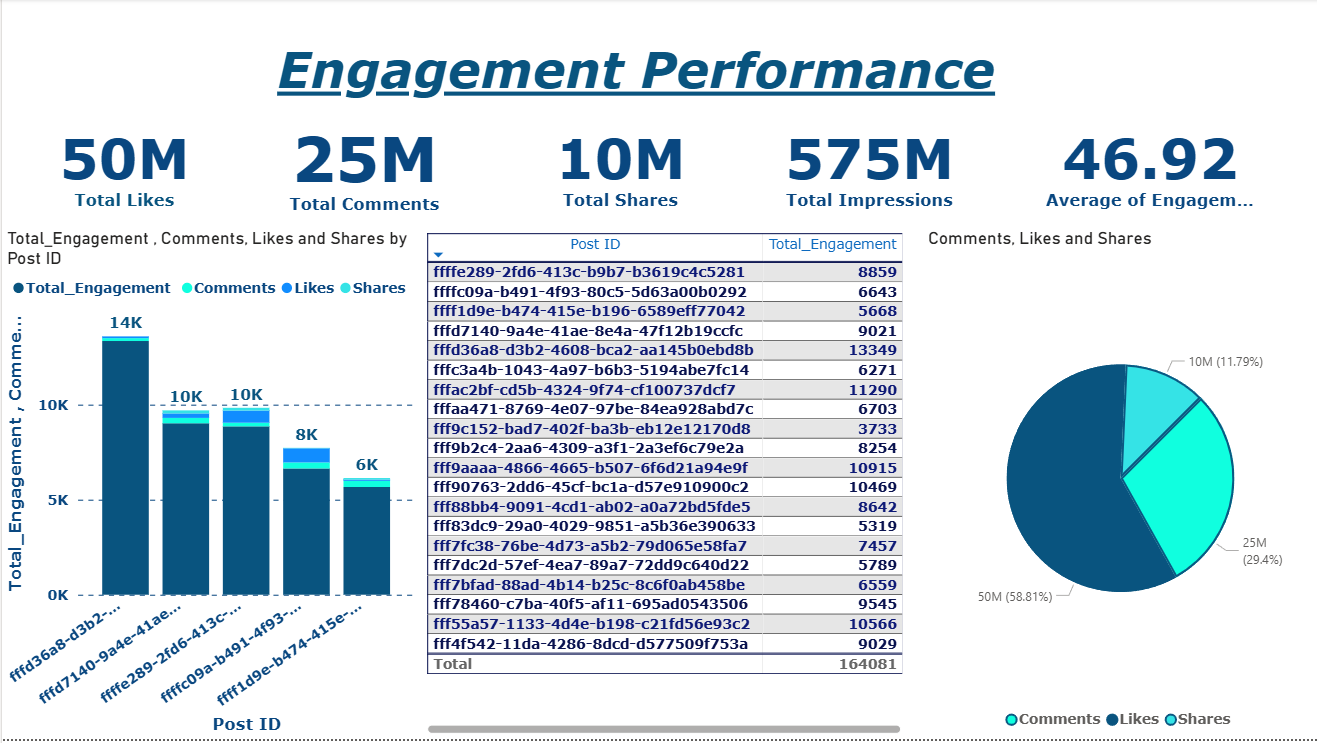 Engagement Performance
50M
Total Likes
25M
Total Comments
10M
Total Shares
575M
Total Impressions
46.92
Average of Engagem...
Total_Engagement , Comments, Likes and Shares by
Post ID
Total_Engagement Comments Likes Shares
Total_Engagement , Comme...
14K
10K
10K
8K
6K
10K
5K
0K
fffd36a8-d3b2-...
fffd7140-9a4e-41ae...
ffffe289-2fd6-413c-...
ffffc09a-b491-4f93-...
ffff1d9e-b474-415e-...
Post ID
Post ID Total_Engagement
ffffe289-2fd6-413c-b9b7-b3619c4c5281 8859
ffffc09a-b491-4f93-80c5-5d63a00b0292 6643
ffff1d9e-b474-415e-b196-6589eff77042 5668
fffd7140-9a4e-41ae-8e4a-47f12b19ccfc 9021
fffd36a8-d3b2-4608-bca2-aa145b0ebd8b 13349
fffc3a4b-1043-4a97-b6b3-5194abe7fc14 6271
fffac2bf-cd5b-4324-9f74-cf100737dcf7 11290
fffaa471-8769-4e07-97be-84ea928abd7c 6703
fff9c152-bad7-402f-ba3b-eb12e12170d8 3733
fff9b2c4-2aa6-4309-a3f1-2a3ef6c79e2a 8254
fff9aaaa-4866-4665-b507-6f6d21a94e9f 10915
fff90763-2dd6-45cf-bc1a-d57e910900c2 10469
fff88bb4-9091-4cd1-ab02-a0a72bd5fde5 8642
fff83dc9-29a0-4029-9851-a5b36e390633 5319
fff7fc38-76be-4d73-a5b2-79d065e58fa7 7457
fff7dc2d-57ef-4ea7-89a7-72dd9c640d22 5789
fff7bfad-88ad-4b14-b25c-8c6f0ab458be 6559
fff78460-c7ba-40f5-af11-695ad0543506 9545
fff55a57-1133-4d4e-b198-c21fd56e93c2 10566
fff4f542-11da-4286-8dcd-d577509f753a 9029
Total 164081
Comments, Likes and Shares
10M (11.79%)
25M
(29.4%)
50M (58.81%)
Comments Likes Shares